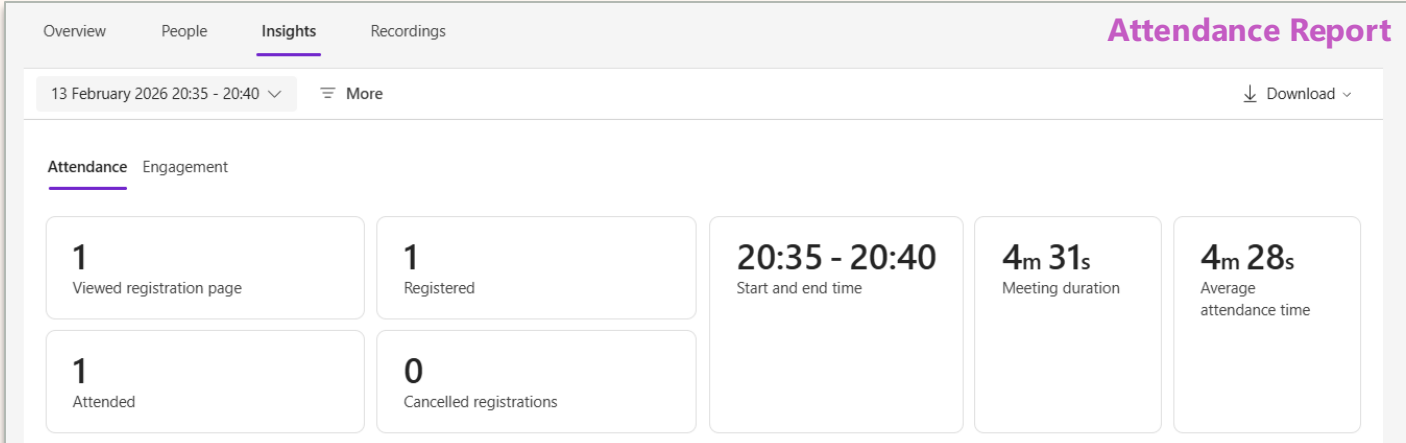 Overview People Insights Recordings
Attendance Report
13 February 2026 20:35 - 20:40 More Download
Attendance Engagement
1
Viewed registration page
1
Registered
20:35 - 20:40
Start and end time
4m 31s
Meeting duration
4m 28s
Average
attendance time
1
Attended
0
Cancelled registrations